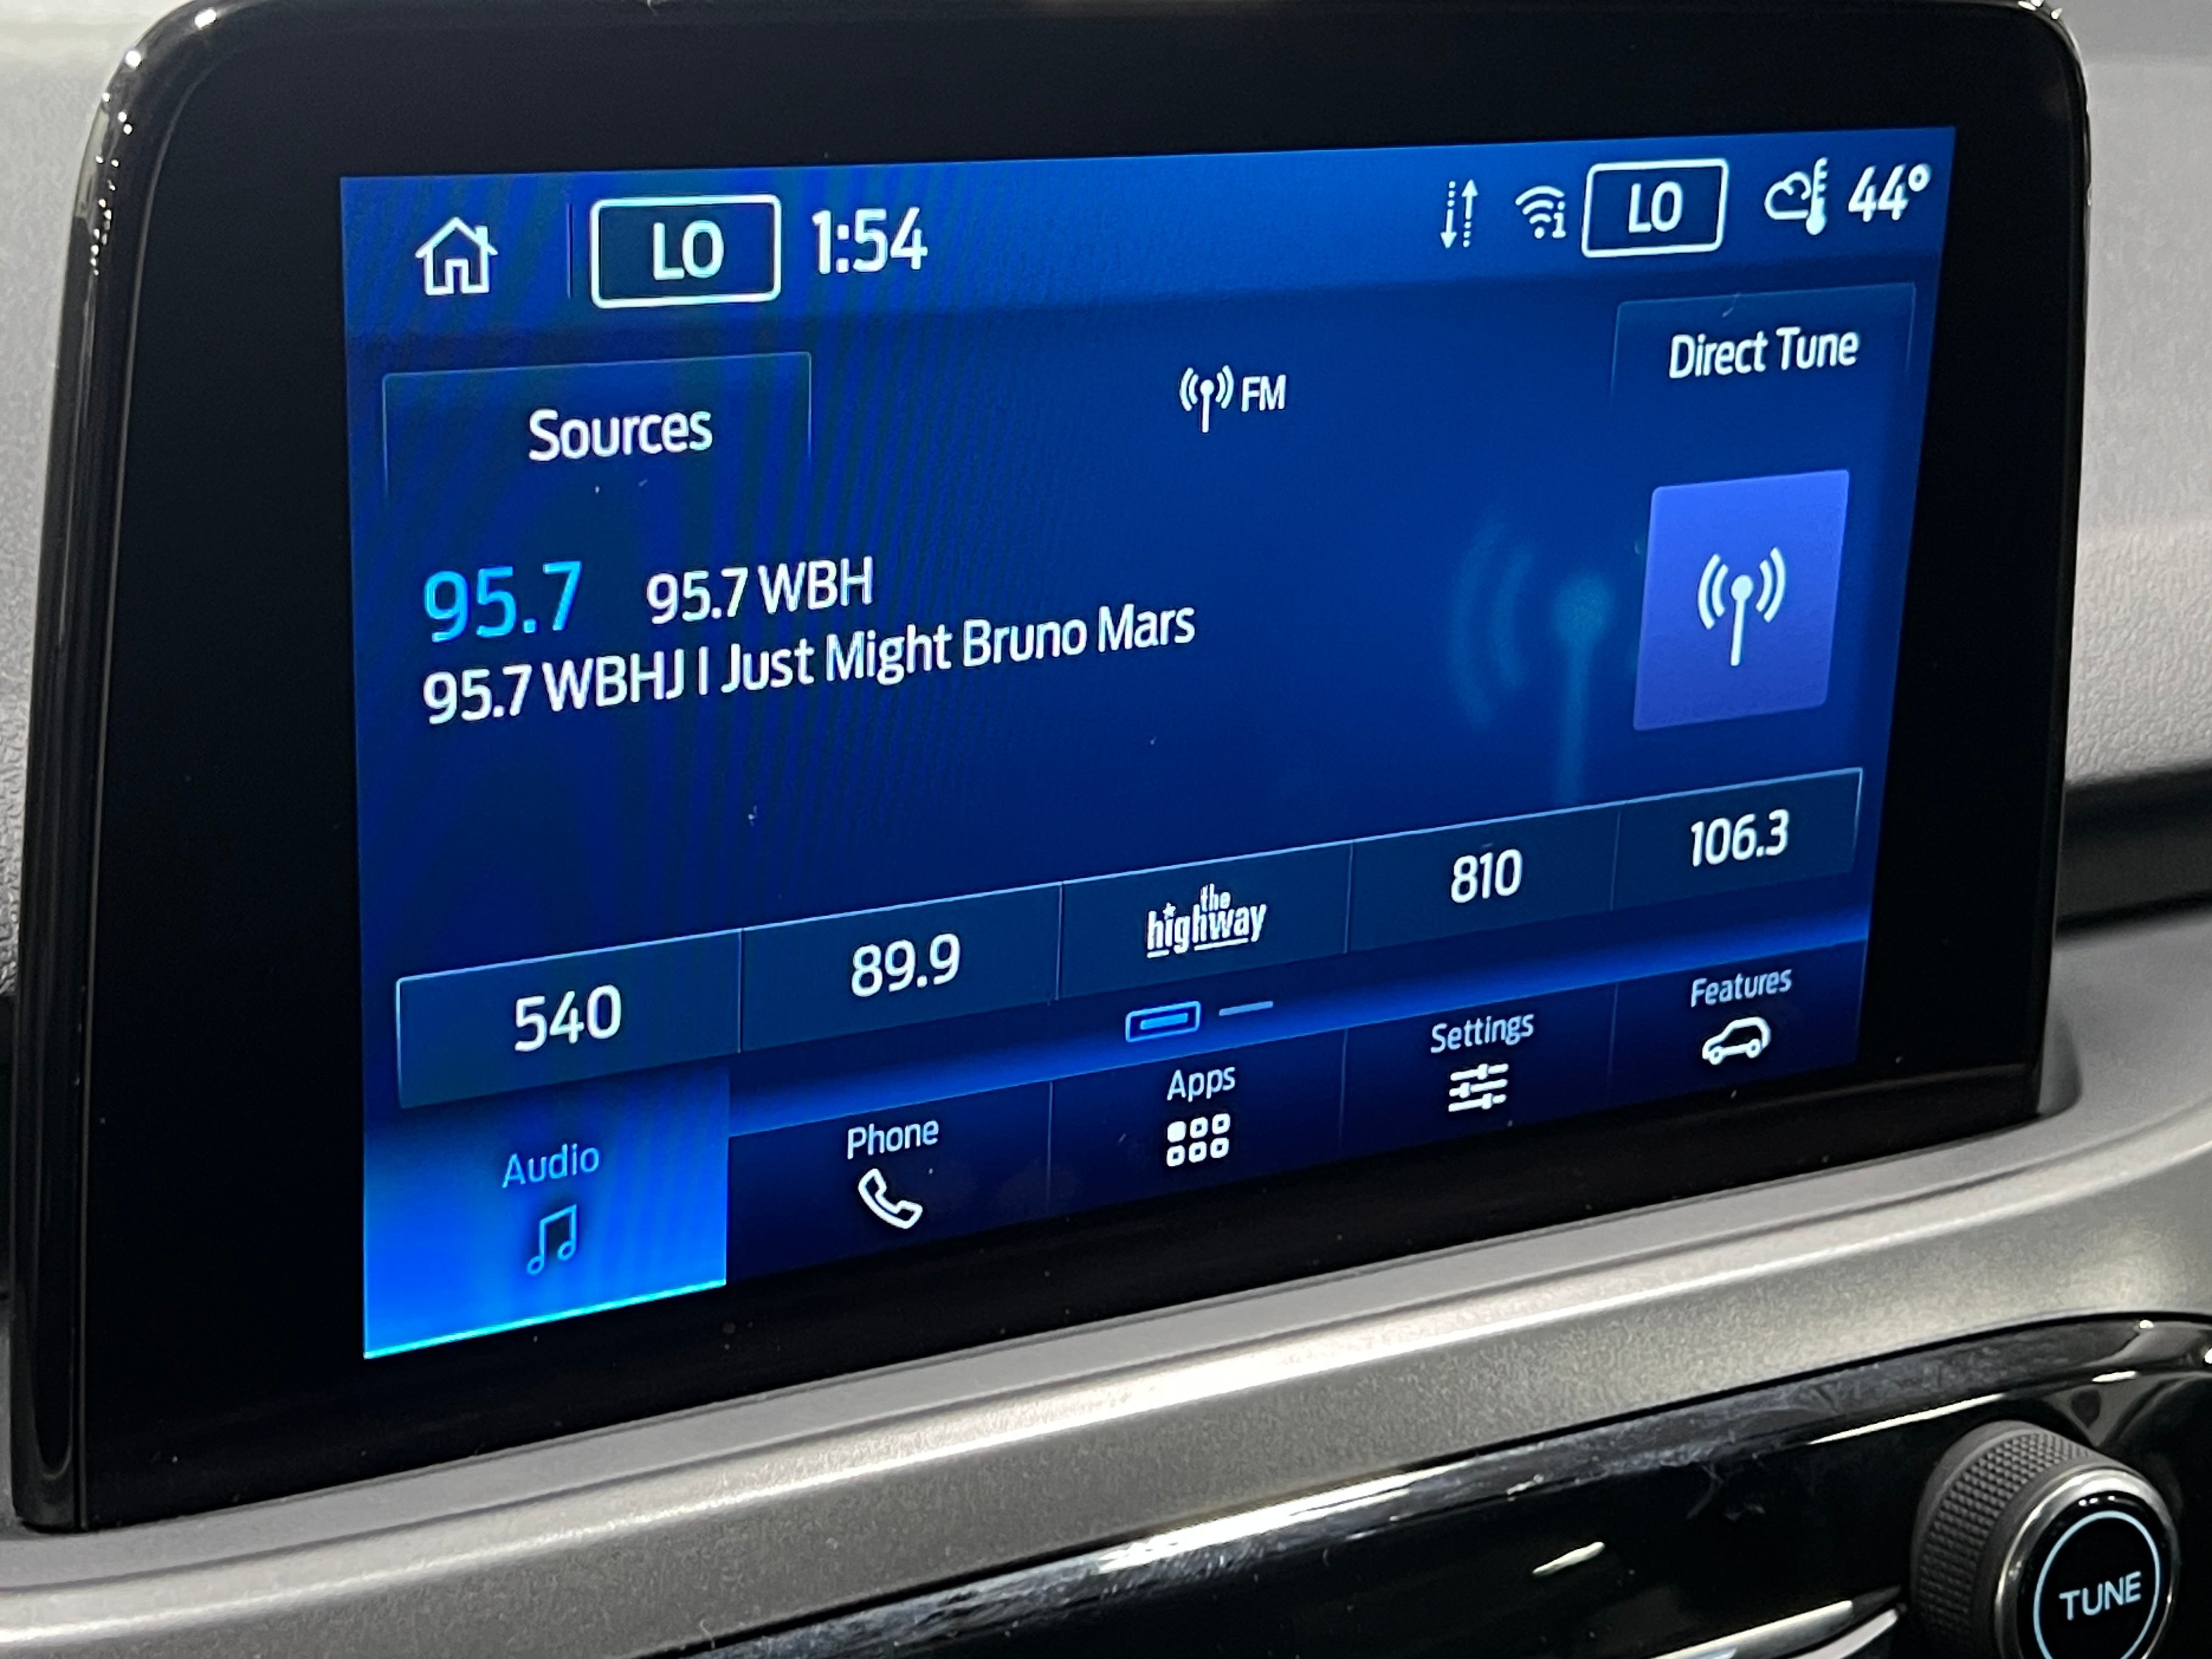 LO 1:54 LO 44°
Sources FM Direct Tune
95.7 95.7 WBH
95.7 WBHJ I Just Might Bruno Mars
540 89.9 the highway 810 106.3
Audio Phone Apps Settings Features
TUNE